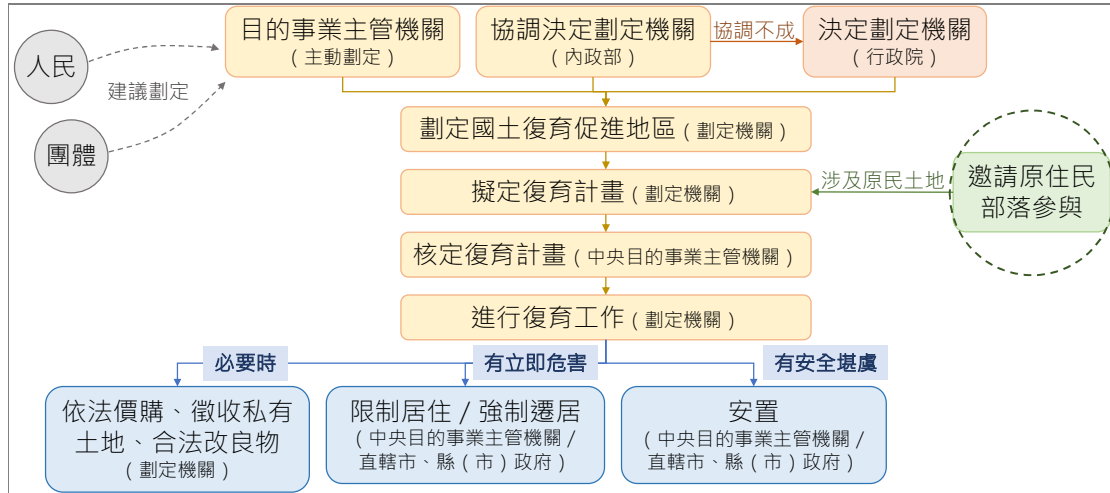 人民
團體
建議劃定
目的事業主管機關
（主動劃定）
協調決定劃定機關
（內政部）
協調不成
決定劃定機關
（行政院）
劃定國土復育促進地區（劃定機關）
擬定復育計畫（劃定機關）
涉及原民土地
邀請原住民
部落參與
核定復育計畫（中央目的事業主管機關）
進行復育工作（劃定機關）
必要時
有立即危害
有安全堪虞
依法價購、徵收私有
土地、合法改良物
（劃定機關）
限制居住 / 強制遷居
（中央目的事業主管機關 /
直轄市、縣（市）政府）
安置
（中央目的事業主管機關 /
直轄市、縣（市）政府）